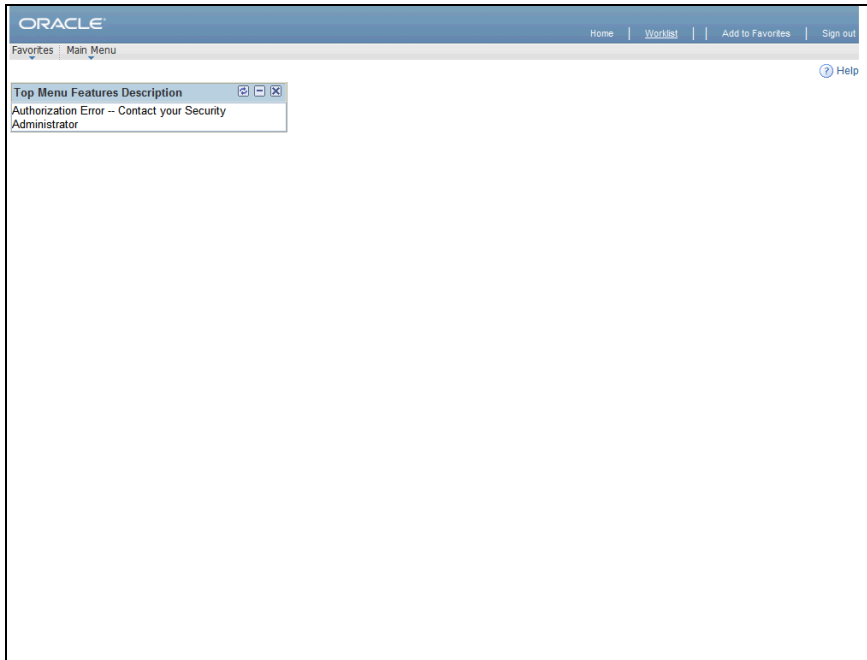 ORACLE
Home | Worklist | | Add to Favorites | Sign out
Favorites Main Menu
? Help
Top Menu Features Description
Authorization Error -- Contact your Security
Administrator